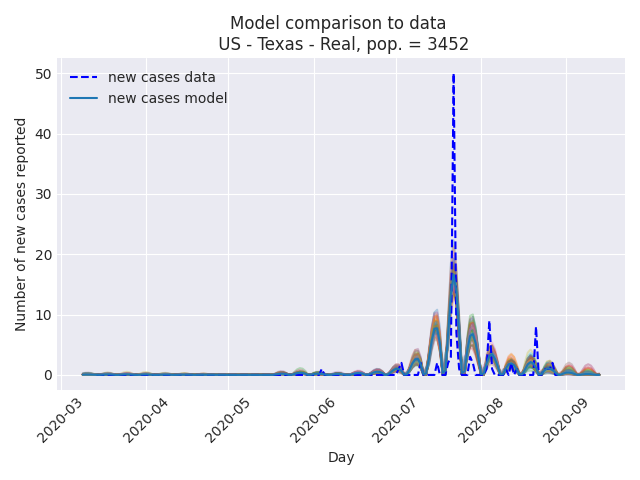 Model comparison to data
US - Texas - Real, pop. = 3452
new cases data
new cases model
Number of new cases reported
50
40
30
20
10
0
2020-03
2020-04
2020-05
2020-06
2020-07
2020-08
2020-09
Day